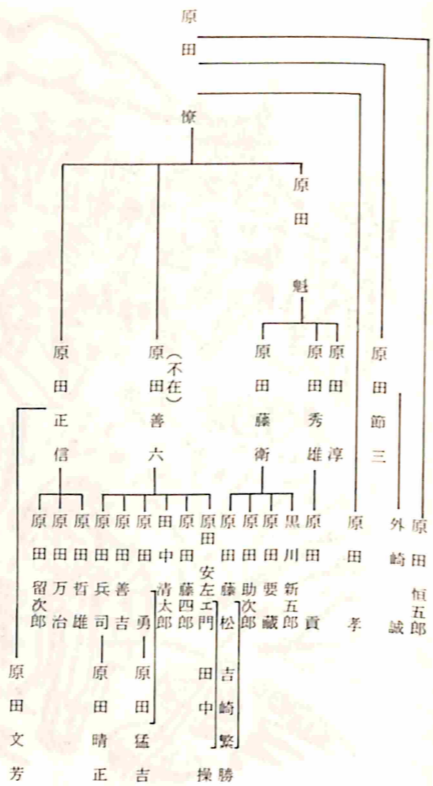 原田憭
原田魁
原田節三
原田淳
原田秀雄
原田藤衛
(不在)
原田善六
原田正信
原田恒五郎
外崎誠
原田孝
原田貢
黒川新五郎
原田要蔵
原田助次郎
原田藤松
原田安左エ門
原田藤四郎
田中清太郎
原田勇
原田善吉
原田兵司
原田哲雄
原田万治
原田留次郎
吉崎繁勝
田中操
原田猛吉
原田晴正
原田文芳